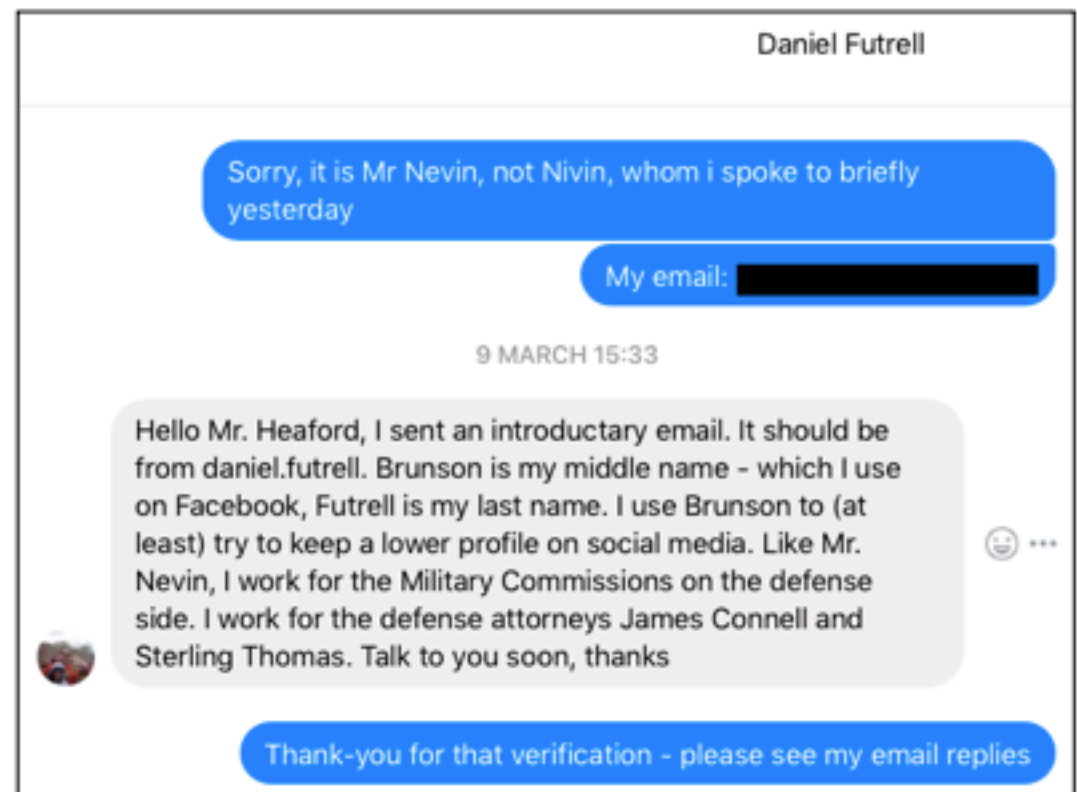 Daniel Futrell
Sorry, it is Mr Nevin, not Nivin, whom i spoke to briefly
yesterday
My email:
9 MARCH 15:33
Hello Mr. Heaford, I sent an introductary email. It should be
from daniel.futrell. Brunson is my middle name - which I use
on Facebook, Futrell is my last name. I use Brunson to (at
least) try to keep a lower profile on social media. Like Mr.
Nevin, I work for the Military Commissions on the defense
side. I work for the defense attorneys James Connell and
Sterling Thomas. Talk to you soon, thanks
Thank-you for that verification - please see my email replies